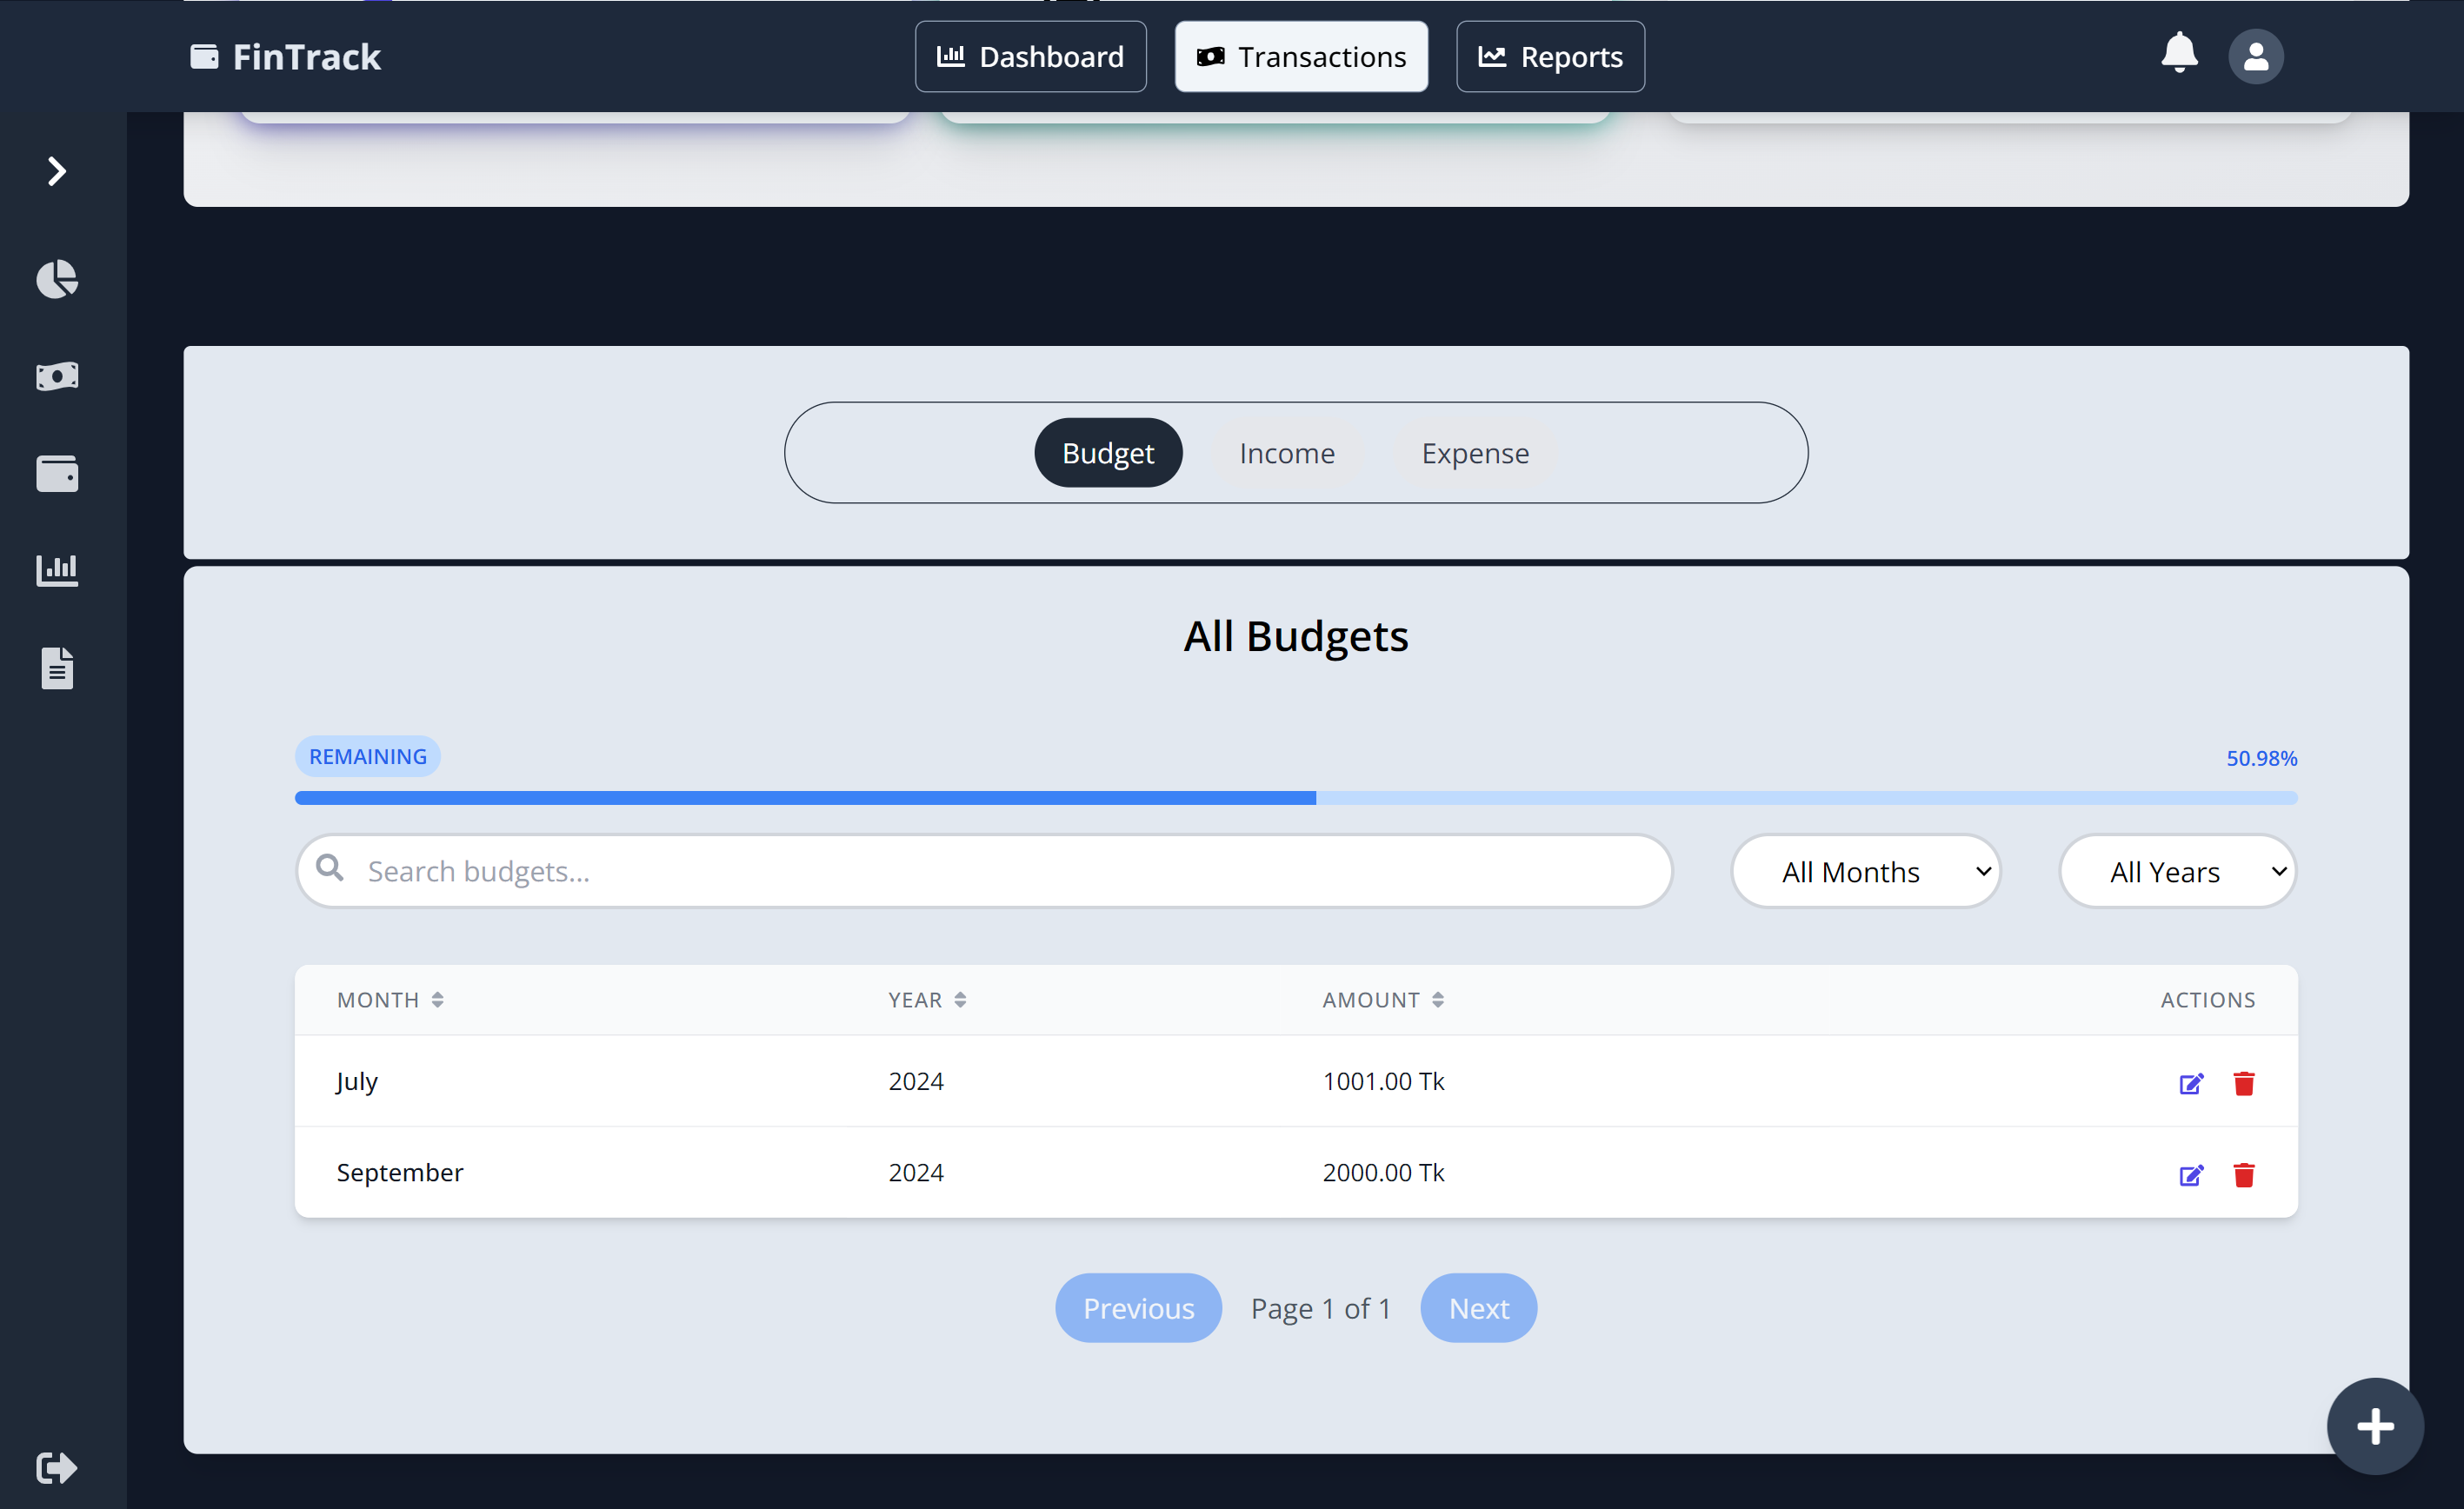 FinTrack
Dashboard
Transactions
Reports
Budget
Income
Expense
All Budgets
REMAINING
50.98%
Search budgets...
All Months
All Years
MONTH YEAR AMOUNT ACTIONS
July 2024 1001.00 Tk
September 2024 2000.00 Tk
Previous Page 1 of 1 Next